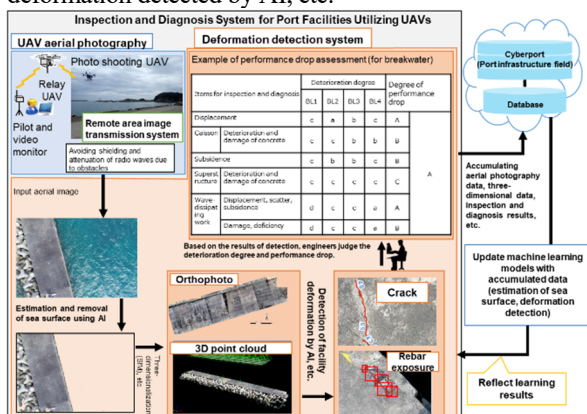 deformation detected by AI, etc.
Inspection and Diagnosis System for Port Facilities Utilizing UAVs
UAV aerial photography
Photo shooting UAV
Relay
UAV
Pilot and
video
monitor
Remote area image
transmission system
Avoiding shielding and
attenuation of radio waves due
to obstacles
Deformation detection system
Example of performance drop assessment (for breakwater)
Items for inspection and diagnosis
Deterioration degree
Degree of
performance
drop
BL1 BL2 BL3 BL4
Displacement c a b c A
Caisson Deterioration and
damage of concrete c c b b B
Subsidence c b b c B
Superst
ructure Deterioration and
damage of concrete c c c c C
Wave-
dissipat
ing
work Displacement, scatter,
subsidence d c c a A
Damage, deficiency d c c a B
A
Based on the results of detection, engineers judge the
deterioration degree and performance drop.
Cyberport
(Port infrastructure field)
Database
Accumulating
aerial photography
data, three-
dimensional data,
inspection and
diagnosis results,
etc.
Update machine learning
models with
accumulated data
(estimation of sea
surface, deformation
detection)
Reflect learning
results
Input aerial image
Estimation and removal
of sea surface using AI
Three-
dimensionalization
(SfM), etc.
Orthophoto
3D point cloud
Detection of facility
deformation by AI, etc.
Crack
Rebar
exposure